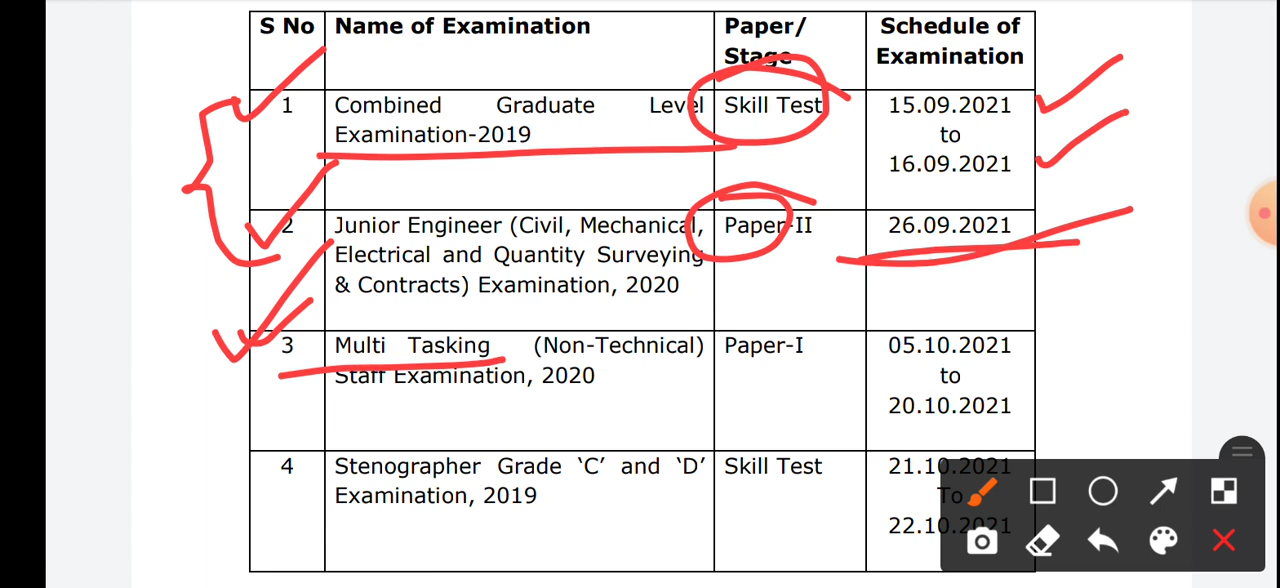 S No Name of Examination Paper/ Schedule of
Stage Examination
1 Combined Graduate Level Skill Test 15.09.2021
Examination-2019 to
16.09.2021
2 Junior Engineer (Civil, Mechanical, Paper-II 26.09.2021
Electrical and Quantity Surveying
& Contracts) Examination, 2020
3 Multi Tasking (Non-Technical) Paper-I 05.10.2021
Staff Examination, 2020 to
20.10.2021
4 Stenographer Grade ‘C’ and ‘D’ Skill Test 21.10.2021
Examination, 2019 To
22.10.2021